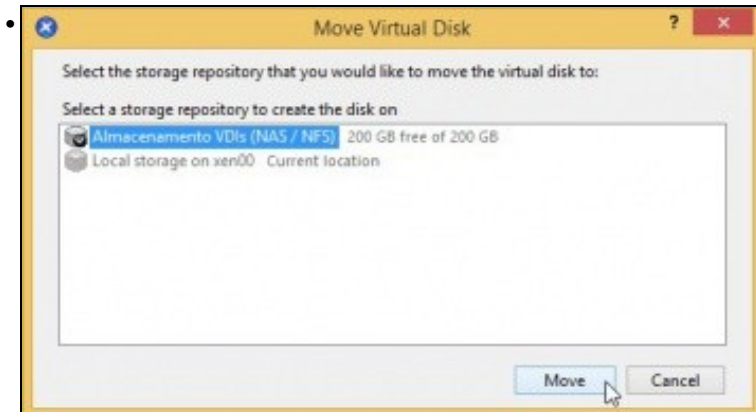 Move Virtual Disk
?
Select the storage repository that you would like to move the virtual disk to:
Select a storage repository to create the disk on
Almacenamento VDIs (NAS / NFS) 200 GB free of 200 GB
Local storage on xen00 Current location
Move Cancel